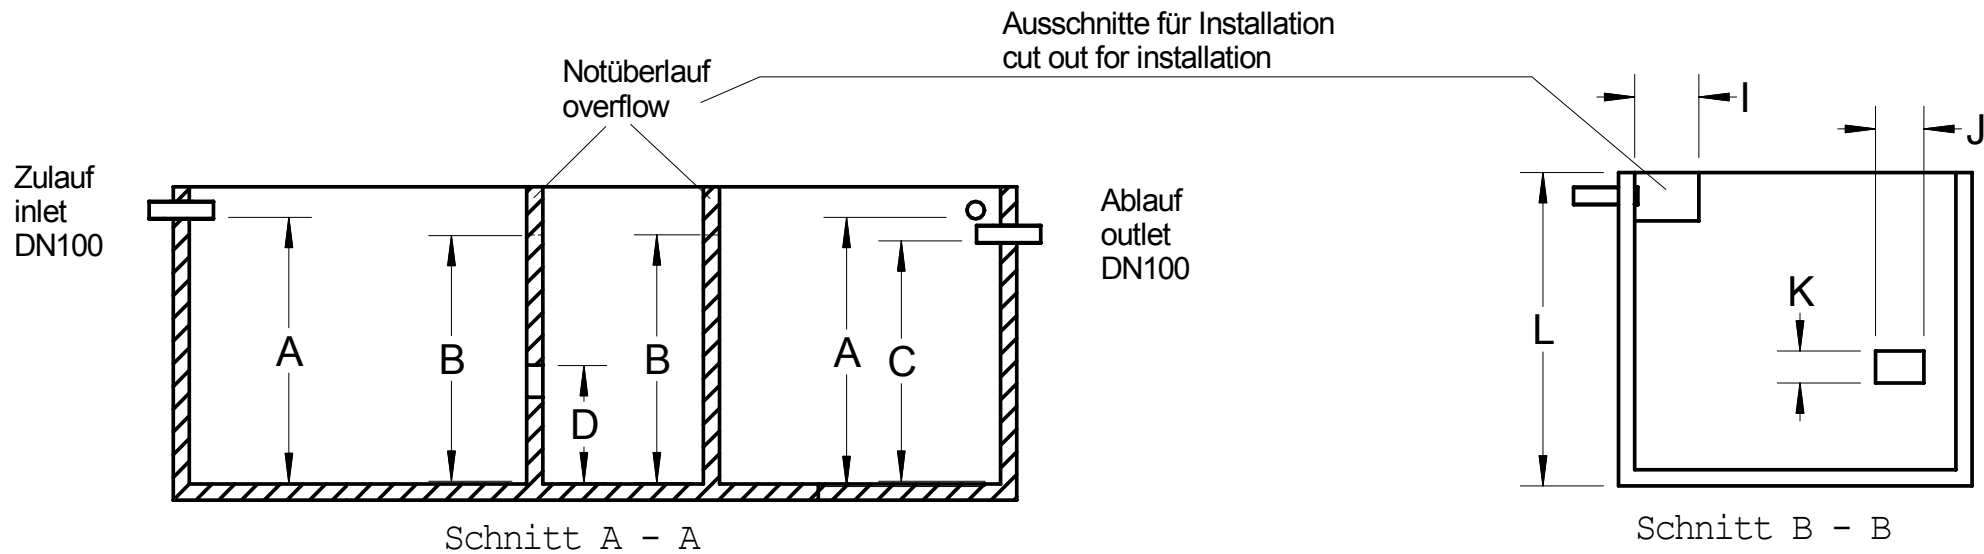 Ausschnitte für Installation
cut out for installation
Notüberlauf
overflow
Zulauf
inlet
DN100
Ablauf
outlet
DN100
A
B
D
B
A
C
I
J
K
L
Schnitt A - A
Schnitt B - B